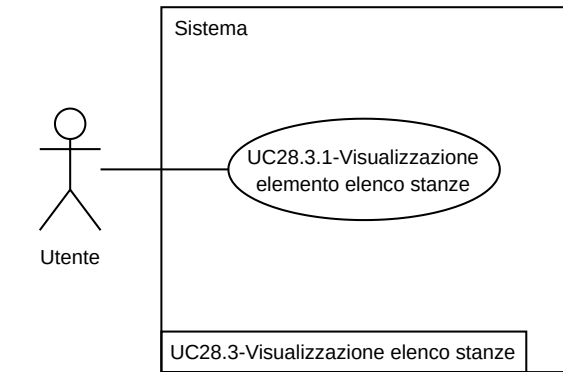 Sistema
UC28.3.1-Visualizzazione
elemento elenco stanze
Utente
UC28.3-Visualizzazione elenco stanze